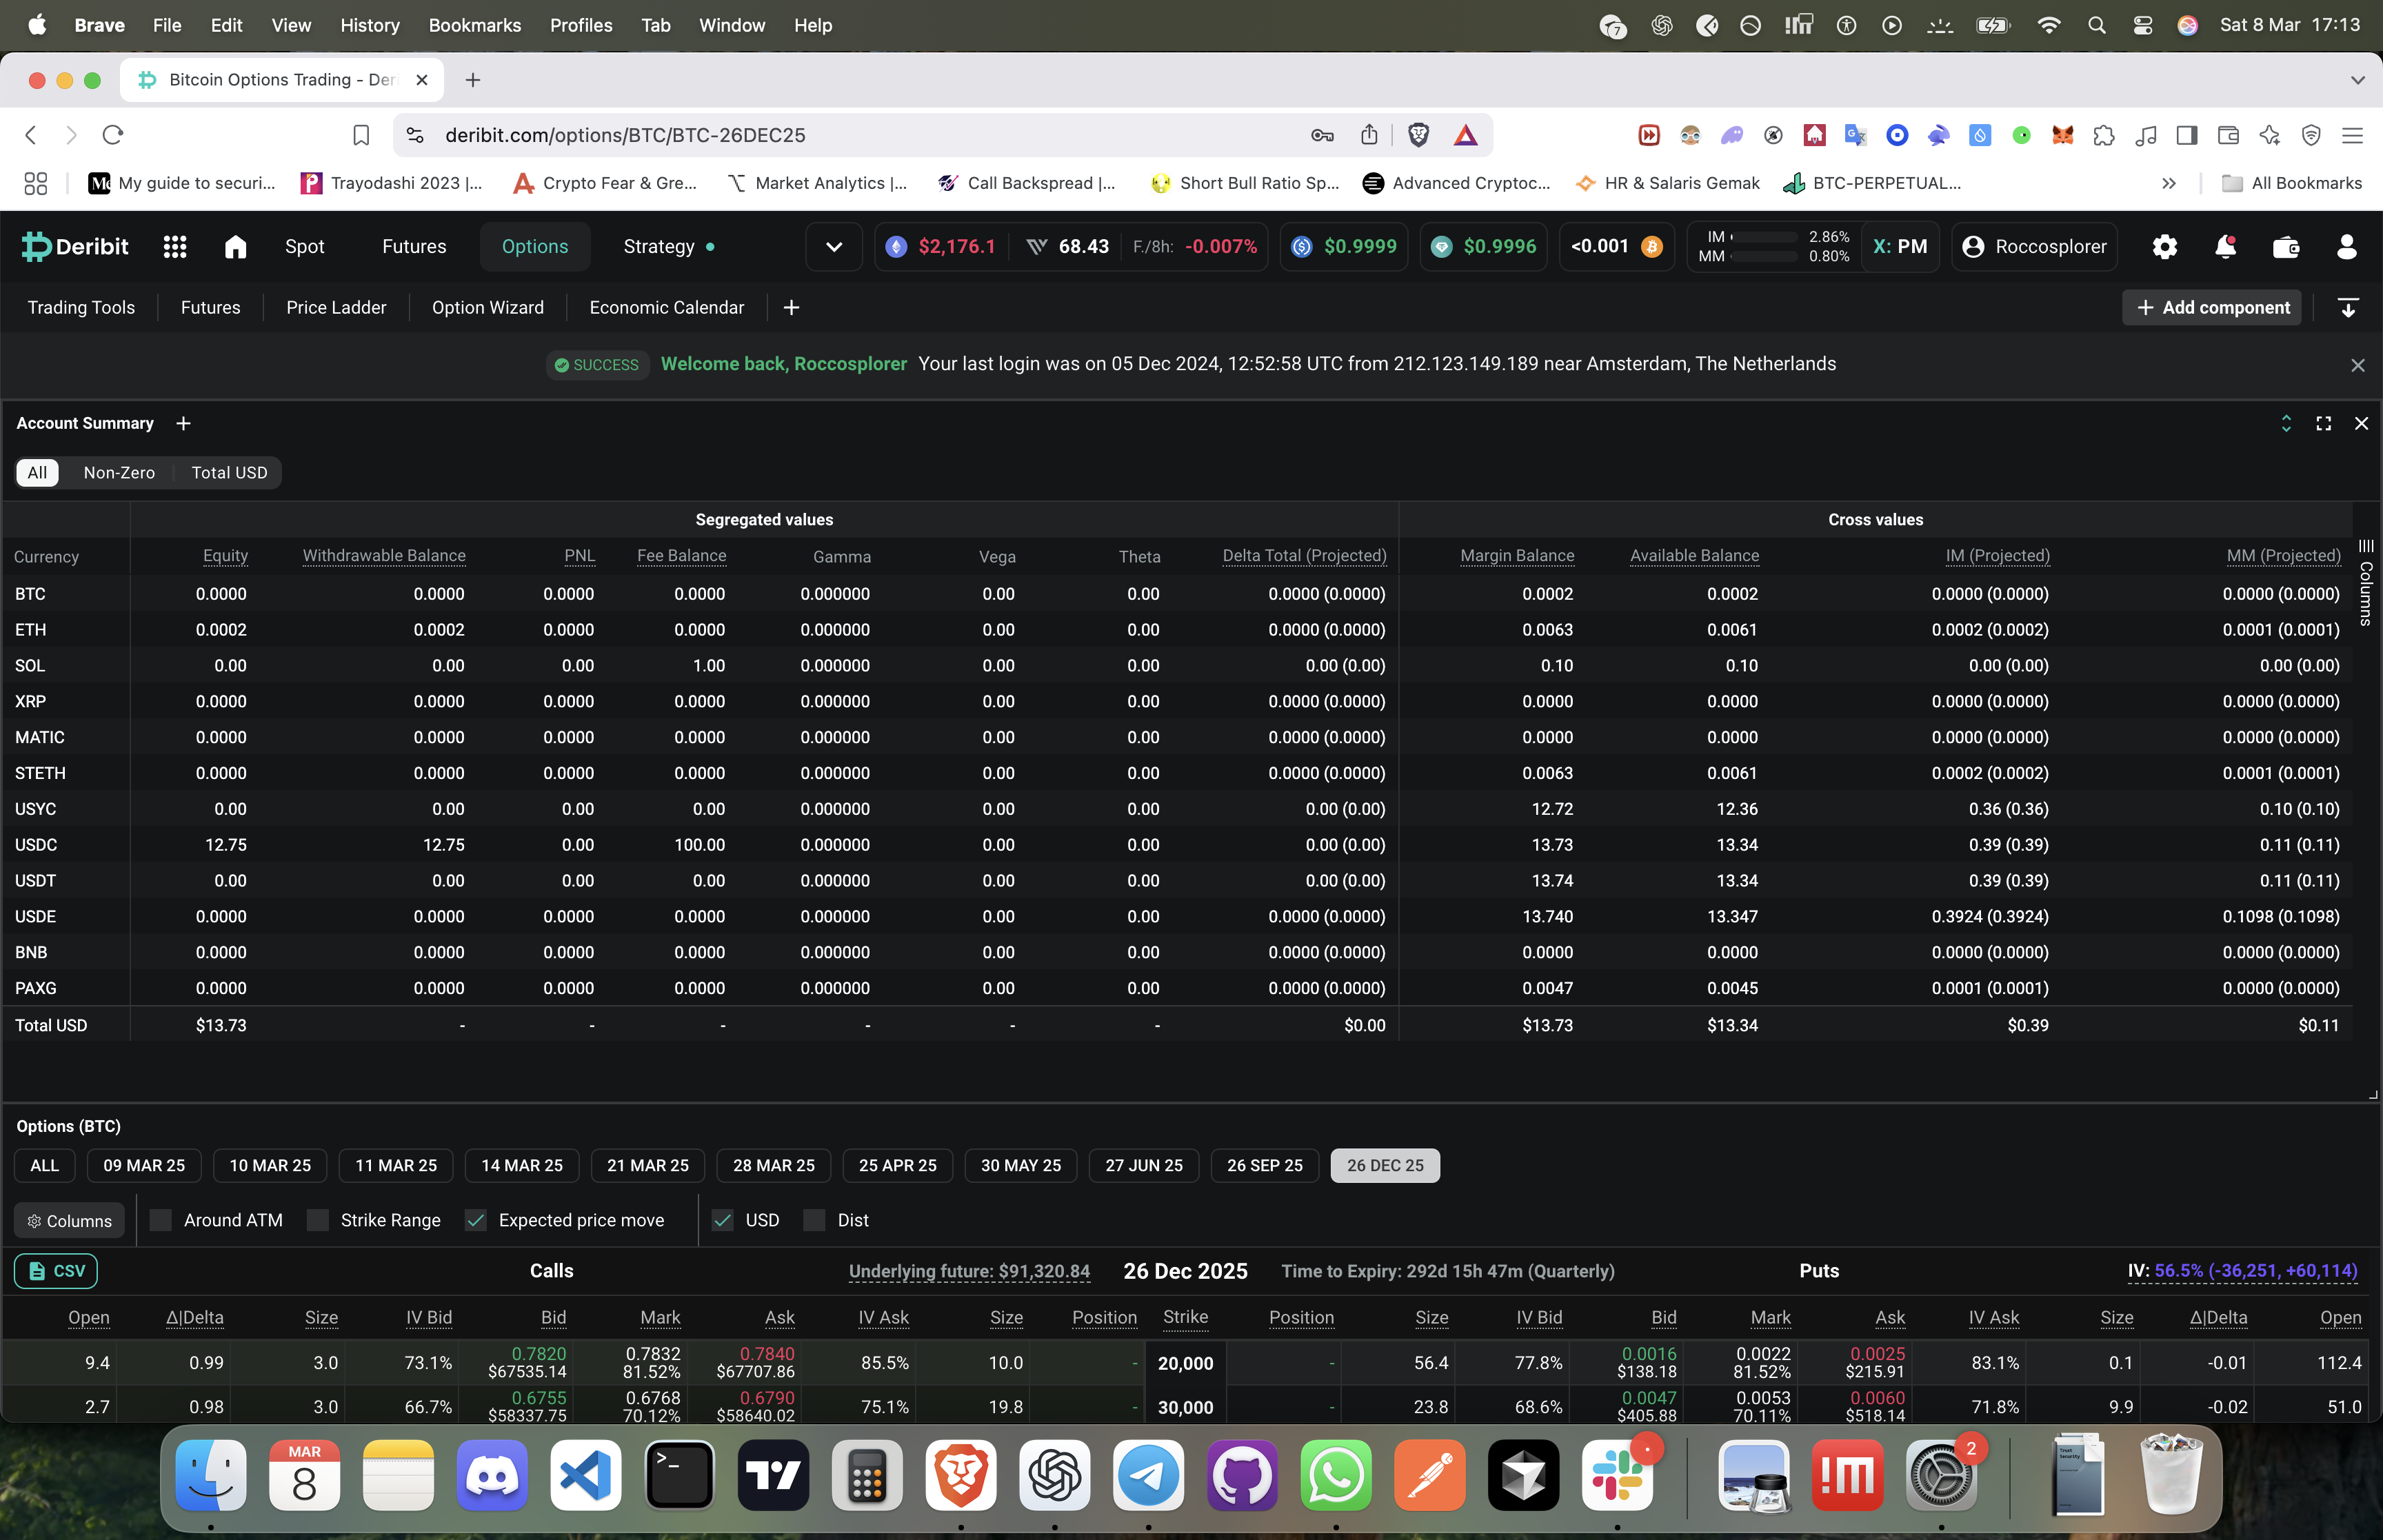 Brave File Edit View History Bookmarks Profiles Tab Window Help 7 Sat 8 Mar 17:13
Bitcoin Options Trading - Der
deribit.com/options/BTC/BTC-26DEC25
My guide to securi... Trayodashi 2023 |... Crypto Fear & Gre... Market Analytics |... Call Backspread |... Short Bull Ratio Sp... Advanced Cryptoc... HR & Salaris Gemak BTC-PERPETUAL... » All Bookmarks
Deribit Spot Futures Options Strategy $2,176.1 68.43 F./8h: -0.007% $0.9999 $0.9996 <0.001 IM 2.86% MM 0.80% X: PM Roccosplorer
Trading Tools Futures Price Ladder Option Wizard Economic Calendar + + Add component
SUCCESS Welcome back, Roccosplorer Your last login was on 05 Dec 2024, 12:52:58 UTC from 212.123.149.189 near Amsterdam, The Netherlands
Account Summary +
All Non-Zero Total USD
Segregated values Cross values
Currency Equity Withdrawable Balance PNL Fee Balance Gamma Vega Theta Delta Total (Projected) Margin Balance Available Balance IM (Projected) MM (Projected)
Columns
BTC 0.0000 0.0000 0.0000 0.0000 0.000000 0.00 0.00 0.0000 (0.0000) 0.0002 0.0002 0.0000 (0.0000) 0.0000 (0.0000)
ETH 0.0002 0.0002 0.0000 0.0000 0.000000 0.00 0.00 0.0000 (0.0000) 0.0063 0.0061 0.0002 (0.0002) 0.0001 (0.0001)
SOL 0.00 0.00 0.00 1.00 0.000000 0.00 0.00 0.00 (0.00) 0.10 0.10 0.00 (0.00) 0.00 (0.00)
XRP 0.0000 0.0000 0.0000 0.0000 0.000000 0.00 0.00 0.0000 (0.0000) 0.0000 0.0000 0.0000 (0.0000) 0.0000 (0.0000)
MATIC 0.0000 0.0000 0.0000 0.0000 0.000000 0.00 0.00 0.0000 (0.0000) 0.0000 0.0000 0.0000 (0.0000) 0.0000 (0.0000)
STETH 0.0000 0.0000 0.0000 0.0000 0.000000 0.00 0.00 0.0000 (0.0000) 0.0063 0.0061 0.0002 (0.0002) 0.0001 (0.0001)
USYC 0.00 0.00 0.00 0.00 0.000000 0.00 0.00 0.00 (0.00) 12.72 12.36 0.36 (0.36) 0.10 (0.10)
USDC 12.75 12.75 0.00 100.00 0.000000 0.00 0.00 0.00 (0.00) 13.73 13.34 0.39 (0.39) 0.11 (0.11)
USDT 0.00 0.00 0.00 0.00 0.000000 0.00 0.00 0.00 (0.00) 13.74 13.34 0.39 (0.39) 0.11 (0.11)
USDE 0.0000 0.0000 0.0000 0.0000 0.000000 0.00 0.00 0.0000 (0.0000) 13.740 13.347 0.3924 (0.3924) 0.1098 (0.1098)
BNB 0.0000 0.0000 0.0000 0.0000 0.000000 0.00 0.00 0.0000 (0.0000) 0.0000 0.0000 0.0000 (0.0000) 0.0000 (0.0000)
PAXG 0.0000 0.0000 0.0000 0.0000 0.000000 0.00 0.00 0.0000 (0.0000) 0.0047 0.0045 0.0001 (0.0001) 0.0000 (0.0000)
Total USD $13.73 - - - - - - $0.00 $13.73 $13.34 $0.39 $0.11
Options (BTC)
ALL 09 MAR 25 10 MAR 25 11 MAR 25 14 MAR 25 21 MAR 25 28 MAR 25 25 APR 25 30 MAY 25 27 JUN 25 26 SEP 25 26 DEC 25
Columns Around ATM Strike Range Expected price move USD Dist
CSV Calls Underlying future: $91,320.84 26 Dec 2025 Time to Expiry: 292d 15h 47m (Quarterly) Puts IV: 56.5% (-36,251, +60,114)
Open Δ|Delta Size IV Bid Bid Mark Ask IV Ask Size Position Strike Position Size IV Bid Bid Mark Ask IV Ask Size Δ|Delta Open
9.4 0.99 3.0 73.1% 0.7820 0.7832 0.7840 85.5% 10.0 - 20,000 - 56.4 77.8% 0.0016 0.0022 0.0025 83.1% 0.1 -0.01 112.4
$67535.14 81.52% $67707.86 $138.18 81.52% $215.91
2.7 0.98 3.0 66.7% 0.6755 0.6768 0.6790 75.1% 19.8 - 30,000 - 23.8 68.6% 0.0047 0.0053 0.0060 71.8% 9.9 -0.02 51.0
$58337.75 70.12% $58640.02 $405.88 70.11% $518.14
MAR
8
2